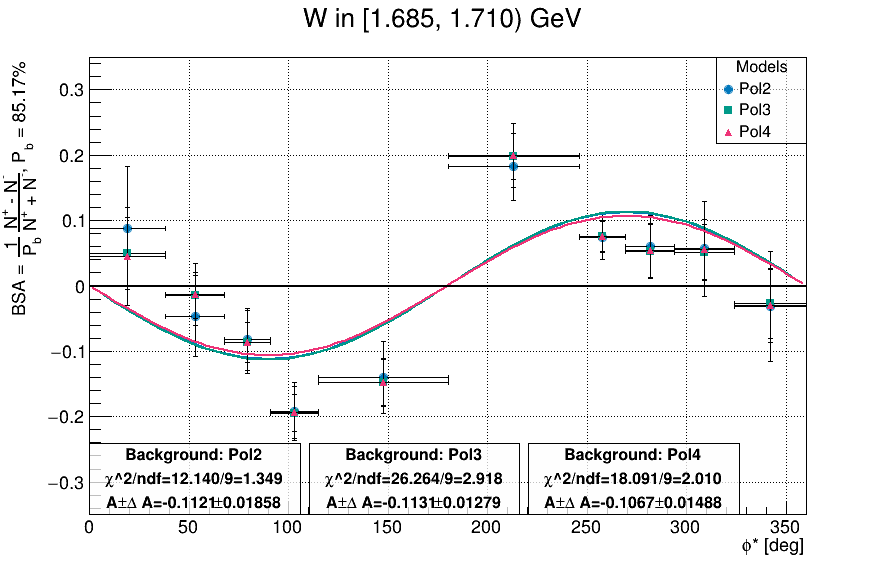 W in [1.685, 1.710) GeV
BSA = 1/P_b N^+ - N^-/N^+ + N^-, P_b = 85.17%
Models
Pol2
Pol3
Pol4
0.3
0.2
0.1
0
−0.1
−0.2
−0.3
Background: Pol2
χ^2/ndf=12.140/9=1.349
A±Δ A=-0.1121±0.01858
Background: Pol3
χ^2/ndf=26.264/9=2.918
A±Δ A=-0.1131±0.01279
Background: Pol4
χ^2/ndf=18.091/9=2.010
A±Δ A=-0.1067±0.01488
0 50 100 150 200 250 300 350
ϕ* [deg]